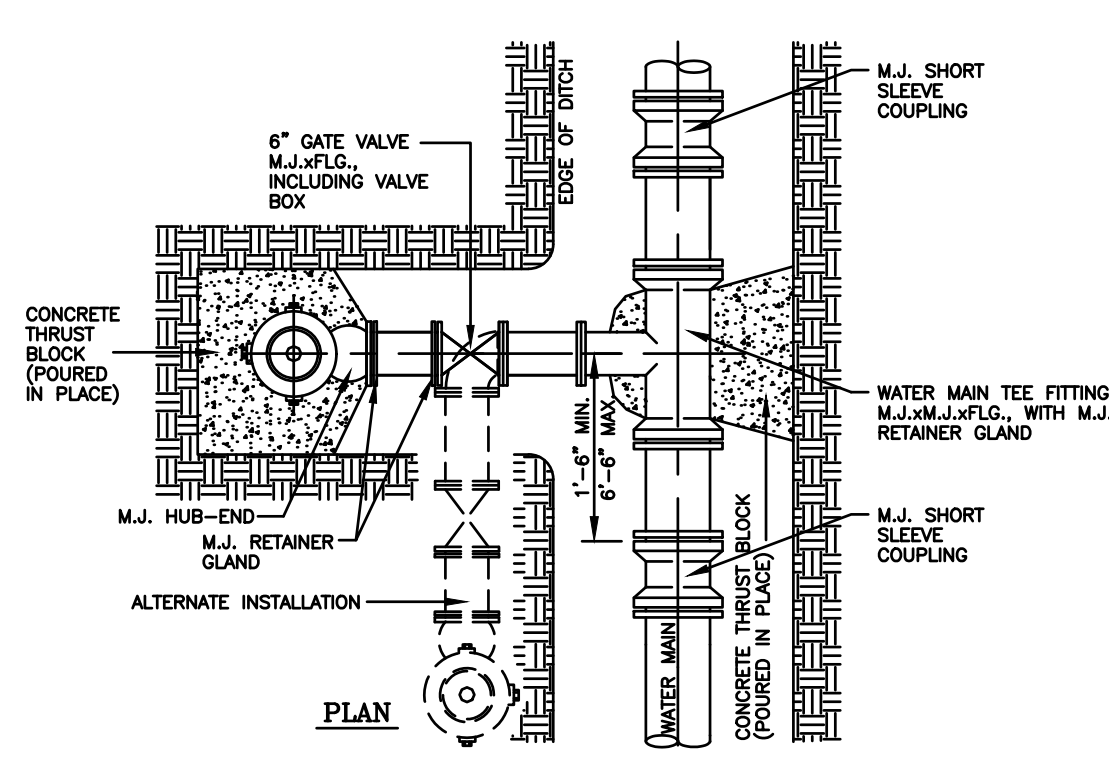 M.J. SHORT
SLEEVE
COUPLING
6" GATE VALVE
M.J.xFLG.,
INCLUDING VALVE
BOX
EDGE OF DITCH
CONCRETE
THRUST
BLOCK
(POURED
IN PLACE)
WATER MAIN TEE FITTING
M.J.xM.J.xFLG., WITH M.J.
RETAINER GLAND
1'-6" MIN.
6'-6" MAX
M.J. HUB-END
M.J. RETAINER
GLAND
M.J. SHORT
SLEEVE
COUPLING
ALTERNATE INSTALLATION
WATER MAIN
CONCRETE THRUST BLOCK
(POURED IN PLACE)
PLAN